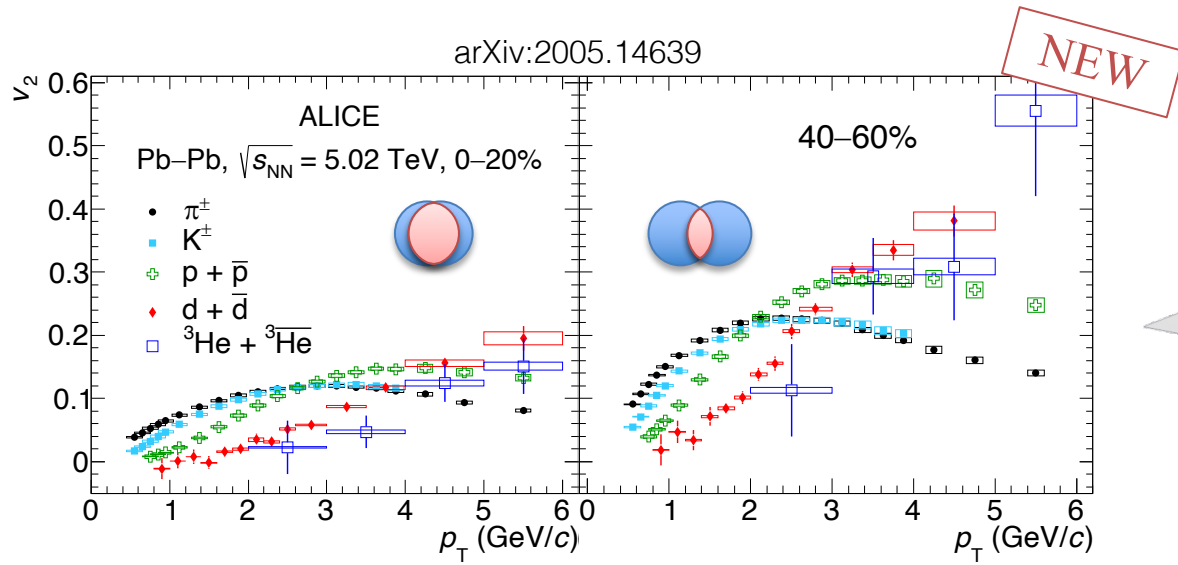 arXiv:2005.14639
NEW
v₂
0.6
0.5
0.4
0.3
0.2
0.1
0
ALICE
Pb–Pb, √sNN = 5.02 TeV, 0–20%
π±
K±
p + p̅
d + d̅
³He + ³H̅e̅
0 1 2 3 4 5 6
pT (GeV/c)
40–60%
0 1 2 3 4 5 6
pT (GeV/c)